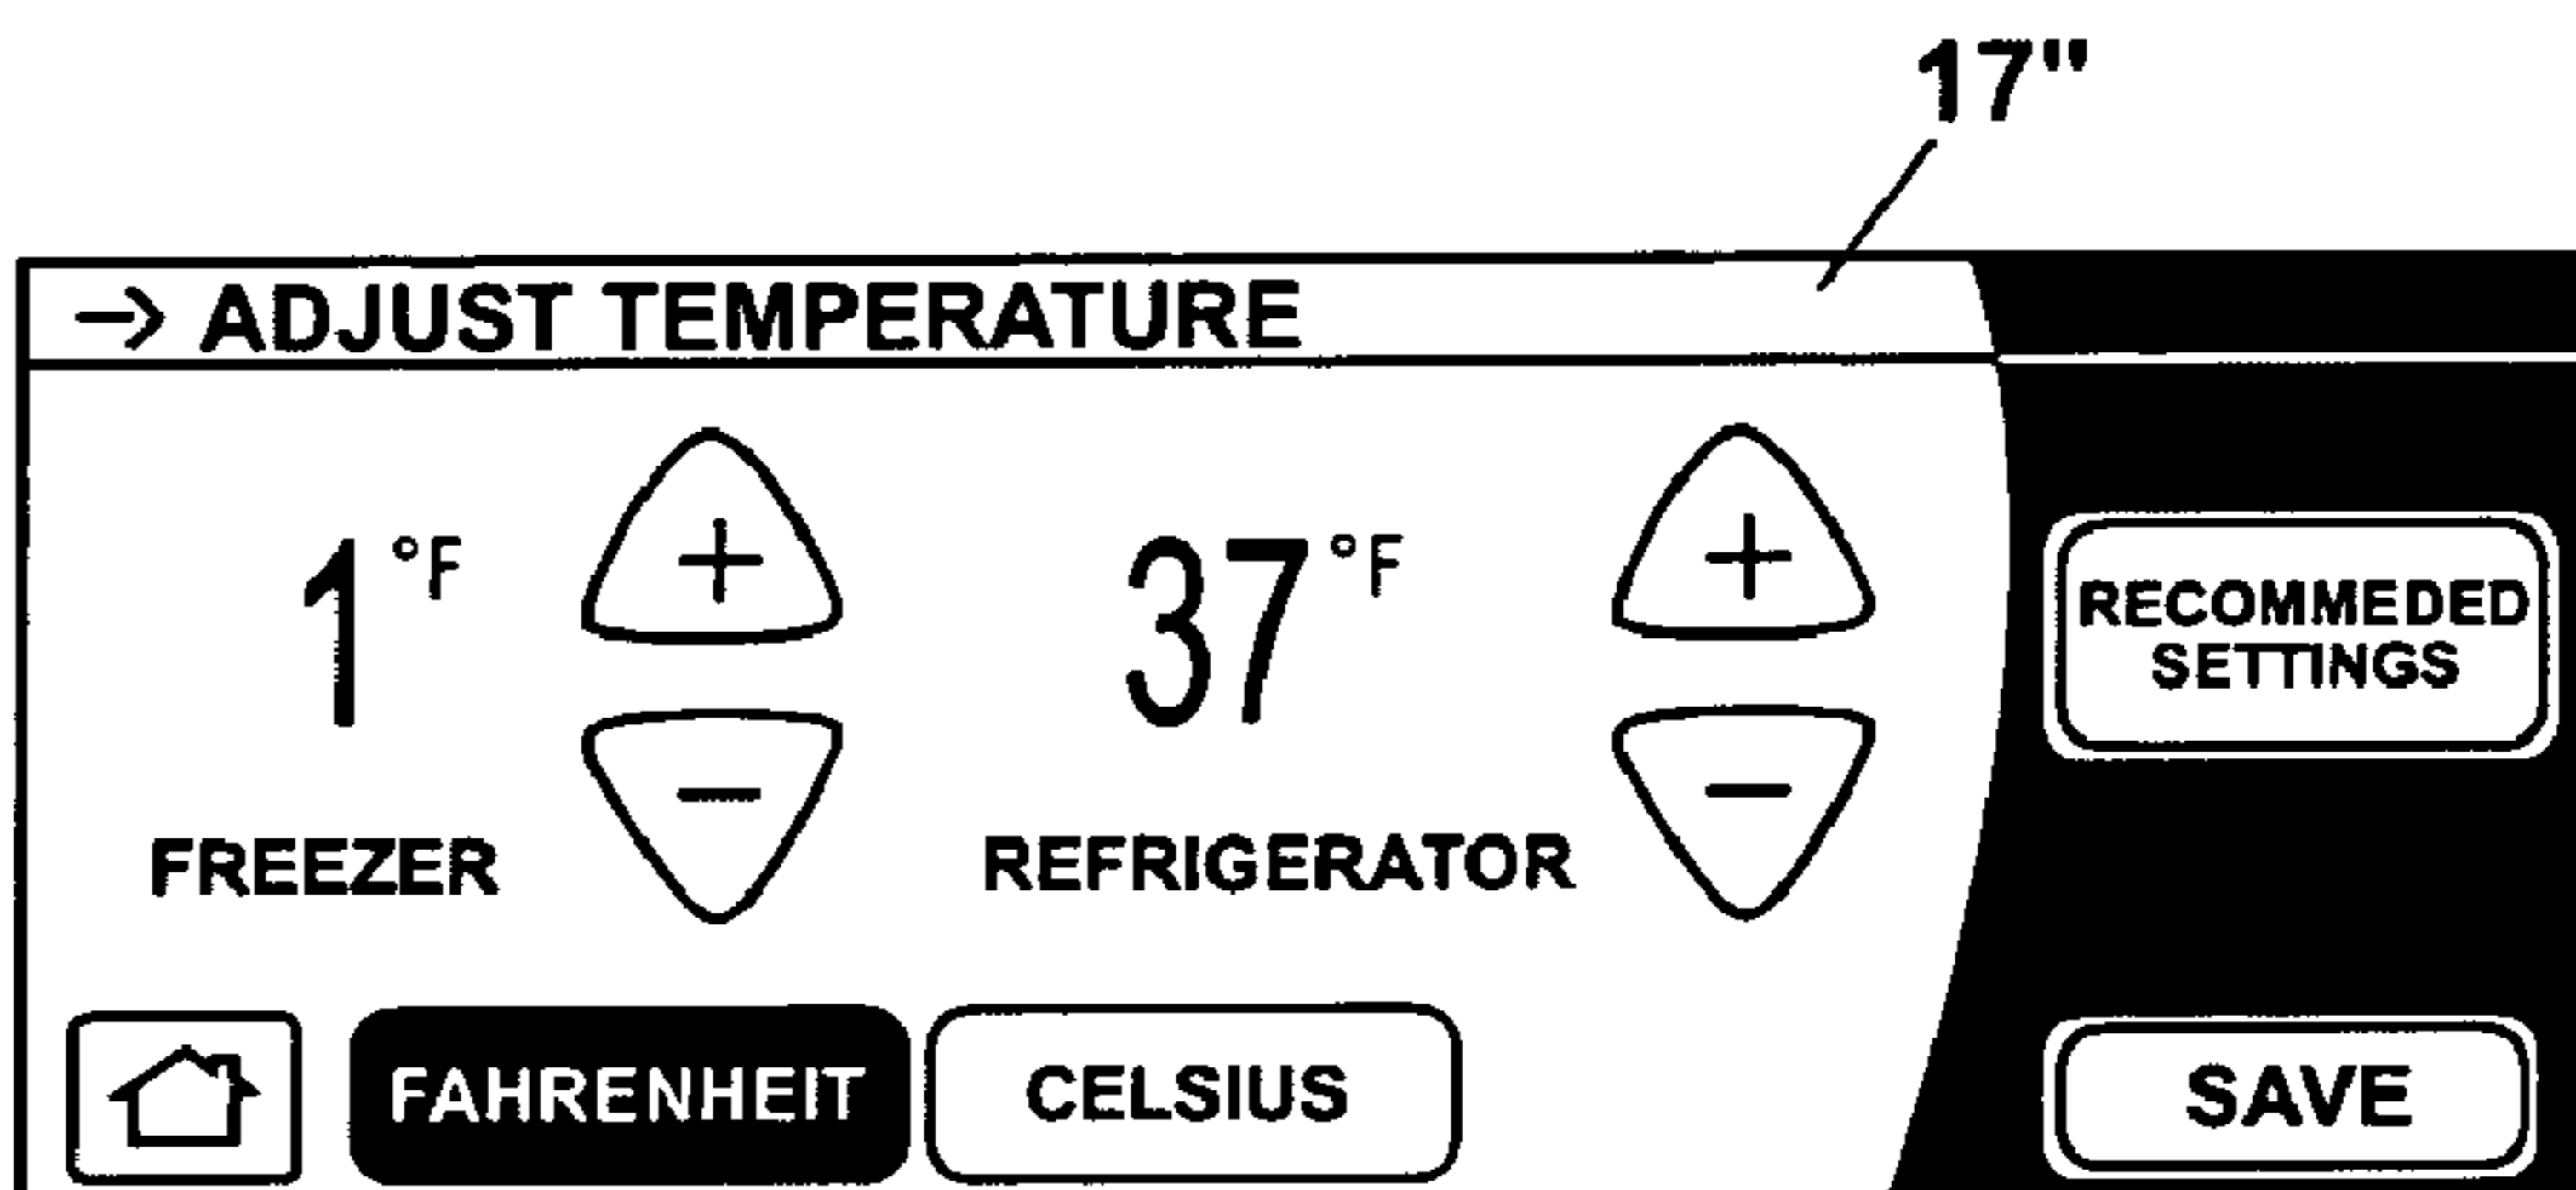 17"
→ ADJUST TEMPERATURE
1 °F
37 °F
+
+
−
−
FREEZER
REFRIGERATOR
RECOMMEDED
SETTINGS
FAHRENHEIT
CELSIUS
SAVE